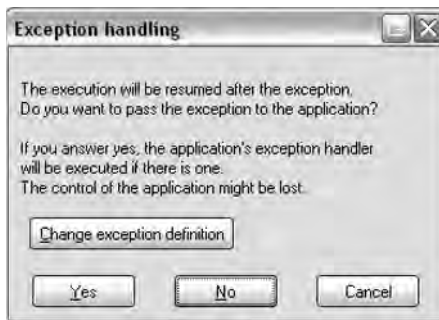 Exception handling
The execution will be resumed after the exception.
Do you want to pass the exception to the application?
If you answer yes, the application's exception handler
will be executed if there is one.
The control of the application might be lost.
Change exception definition
Yes No Cancel